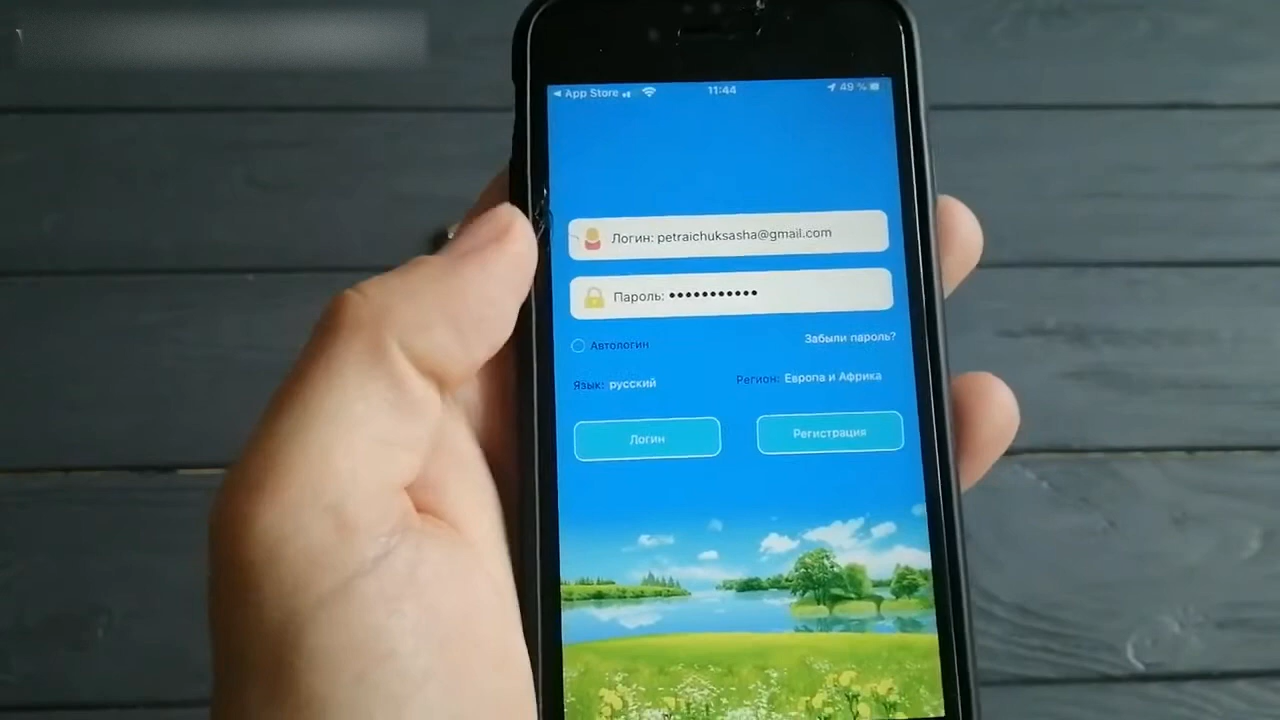 App Store
11:44
49 %
Логин: petraichuksasha@gmail.com
Пароль: •••••••••••
Автологин
Забыли пароль?
Язык: русский
Регион: Европа и Африка
Логин
Регистрация